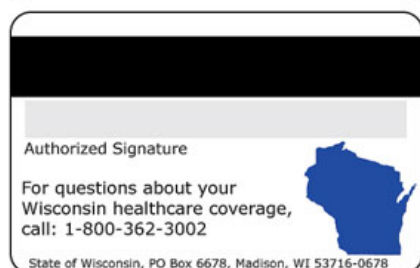 Authorized Signature
For questions about your
Wisconsin healthcare coverage,
call: 1-800-362-3002
State of Wisconsin, PO Box 6678, Madison, WI 53716-0678